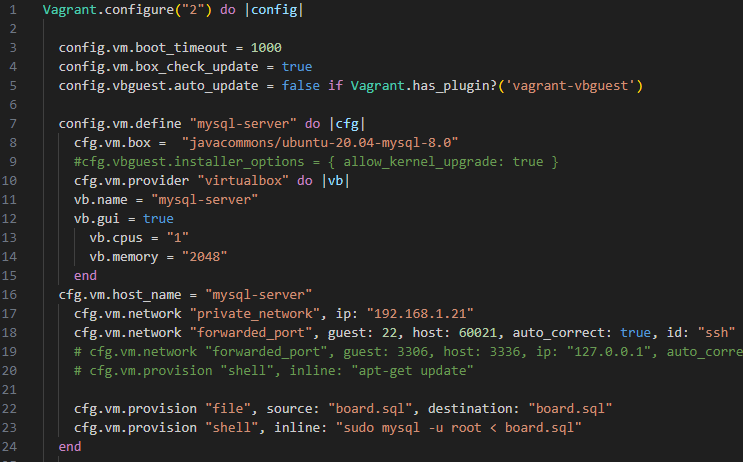 1 Vagrant.configure("2") do |config|
2
3 config.vm.boot_timeout = 1000
4 config.vm.box_check_update = true
5 config.vbguest.auto_update = false if Vagrant.has_plugin?('vagrant-vbguest')
6
7 config.vm.define "mysql-server" do |cfg|
8 cfg.vm.box =  "javacommons/ubuntu-20.04-mysql-8.0"
9 #cfg.vbguest.installer_options = { allow_kernel_upgrade: true }
10 cfg.vm.provider "virtualbox" do |vb|
11 vb.name = "mysql-server"
12 vb.gui = true
13 vb.cpus = "1"
14 vb.memory = "2048"
15 end
16 cfg.vm.host_name = "mysql-server"
17 cfg.vm.network "private_network", ip: "192.168.1.21"
18 cfg.vm.network "forwarded_port", guest: 22, host: 60021, auto_correct: true, id: "ssh"
19 # cfg.vm.network "forwarded_port", guest: 3306, host: 3336, ip: "127.0.0.1", auto_corre
20 # cfg.vm.provision "shell", inline: "apt-get update"
21
22 cfg.vm.provision "file", source: "board.sql", destination: "board.sql"
23 cfg.vm.provision "shell", inline: "sudo mysql -u root < board.sql"
24 end